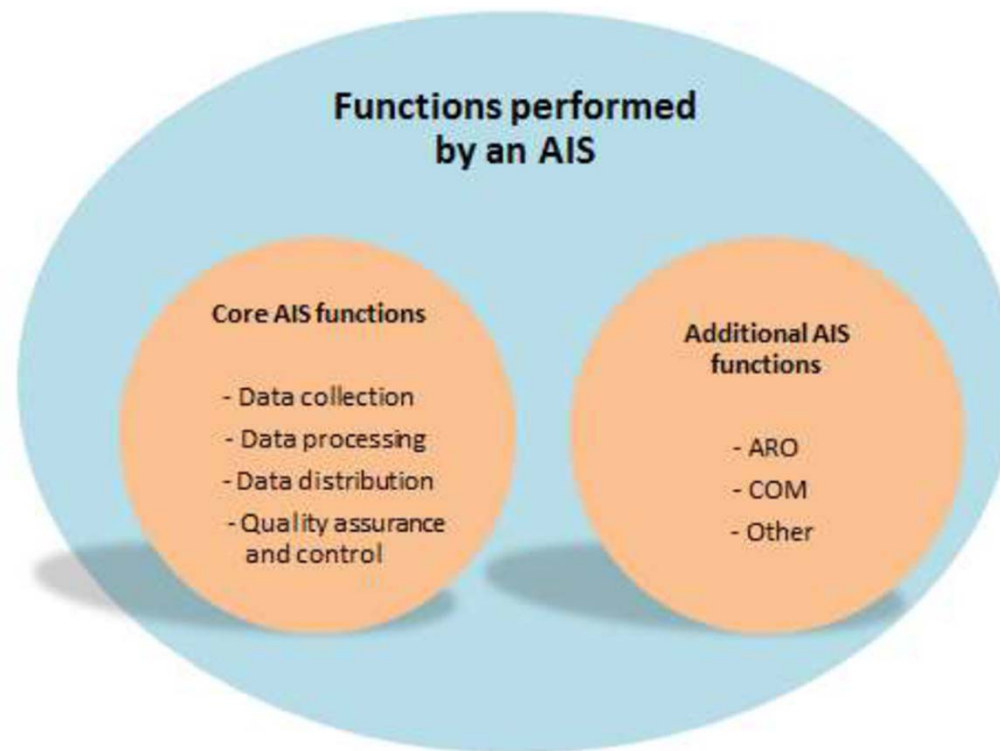 Functions performed
by an AIS
Core AIS functions
- Data collection
- Data processing
- Data distribution
- Quality assurance
and control
Additional AIS
functions
- ARO
- COM
- Other